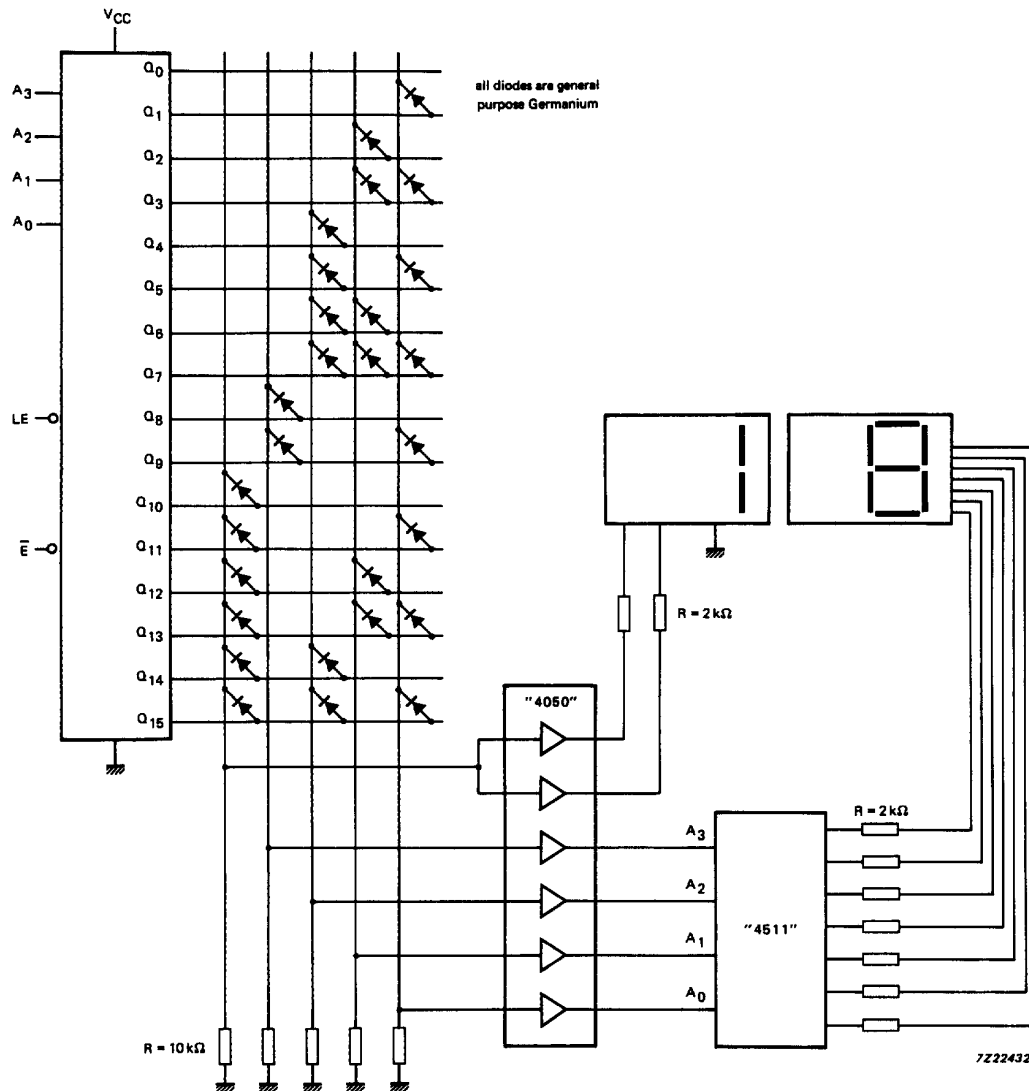 VCC
A3
A2
A1
A0
LE
E̅
Q0
Q1
Q2
Q3
Q4
Q5
Q6
Q7
Q8
Q9
Q10
Q11
Q12
Q13
Q14
Q15
all diodes are general
purpose Germanium
R = 2 kΩ
"4050"
R = 2 kΩ
A3
A2
A1
A0
"4511"
R = 10 kΩ
7Z22432